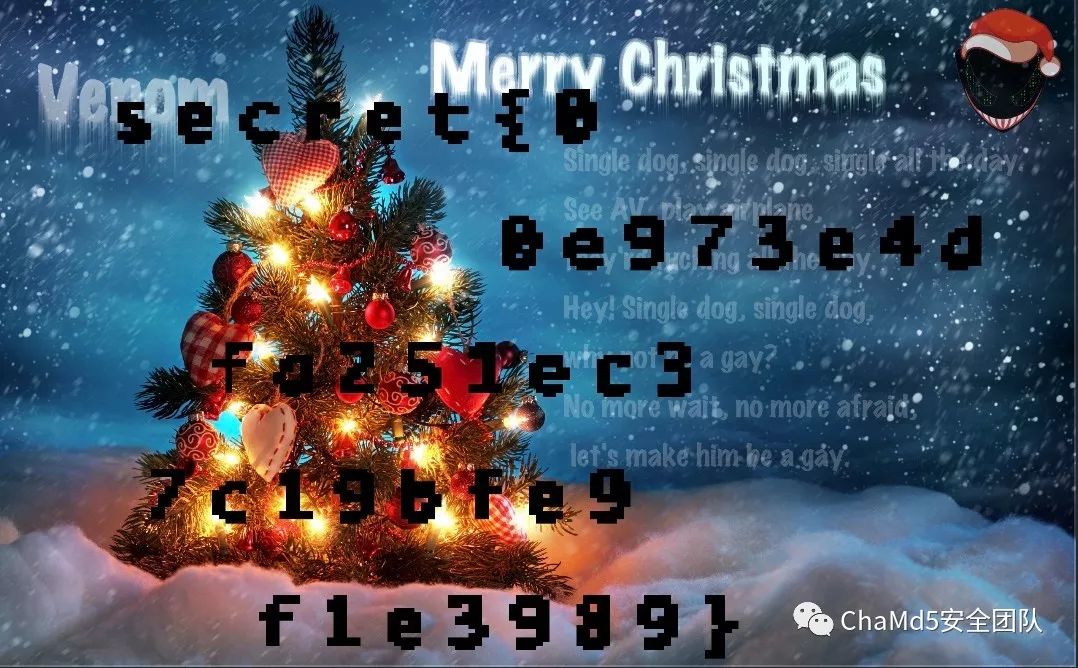 Venom
Merry Christmas
secret{0
Single dog, single dog, single all the day,
See AV, play airplane,
0e973e4d
Hey! Single dog, single dog,
fa251ec3
why not a gay?
No more wait, no more afraid,
let's make him be a gay.
7c19bfe9
f1e3989}
ChaMd5安全团队